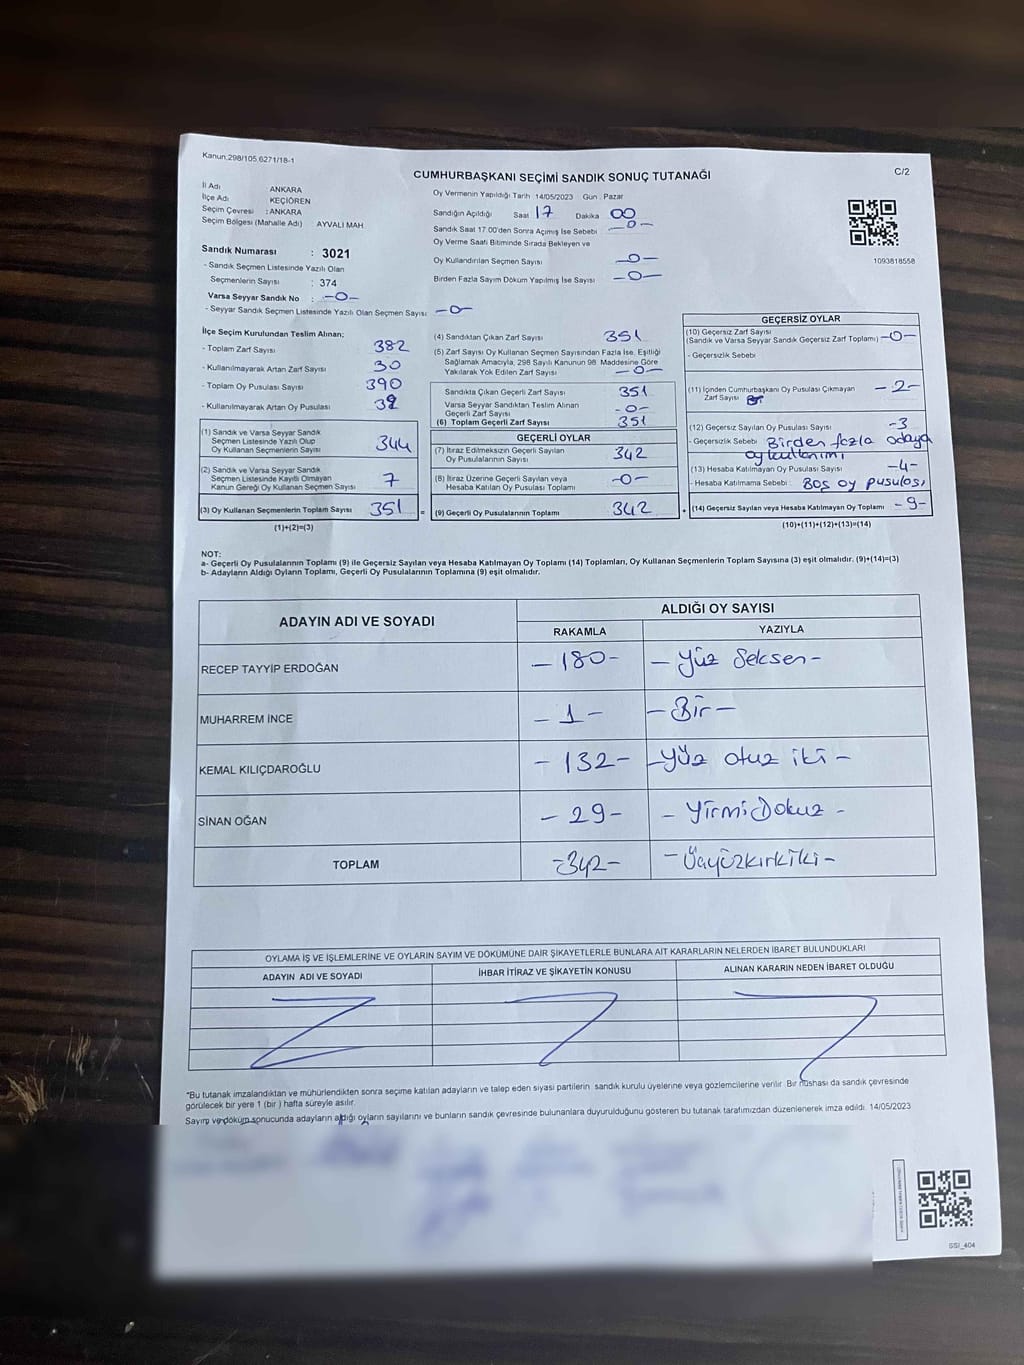 Kanun.298/105.6271/18-1
CUMHURBAŞKANI SEÇİMİ SANDIK SONUÇ TUTANAĞI
C/2
İl Adı ANKARA
İlçe Adı KEÇİÖREN
Seçim Çevresi : ANKARA
Seçim Bölgesi (Mahalle Adı) AYVALI MAH.
Oy Vermenin Yapıldığı Tarih 14/05/2023 Gün : Pazar
Sandığın Açıldığı Saat 17 Dakika 00
Sandık Saat 17.00'den Sonra Açımış İse Sebebi -0-
Oy Verme Saati Bitiminde Sırada Bekleyen ve
Oy Kullandırılan Seçmen Sayısı -0-
Birden Fazla Sayım Döküm Yapılmış İse Sayısı -0-
1093818558
Sandık Numarası : 3021
- Sandık Seçmen Listesinde Yazılı Olan
Seçmenlerin Sayısı : 374
Varsa Seyyar Sandık No : -0-
- Seyyar Sandık Seçmen Listesinde Yazılı Olan Seçmen Sayısı -0-
İlçe Seçim Kurulundan Teslim Alınan;
- Toplam Zarf Sayısı 382
- Kullanılmayarak Artan Zarf Sayısı 30
- Toplam Oy Pusulası Sayısı 390
- Kullanılmayarak Artan Oy Pusulası
(1) Sandık ve Varsa Seyyar Sandık
Seçmen Listesinde Yazılı Olup
Oy Kullanan Seçmenlerin Sayısı 344
(2) Sandık ve Varsa Seyyar Sandık
Seçmen Listesinde Kayıtlı Olmayan
Kanun Gereği Oy Kullanan Seçmen Sayısı 7
(3) Oy Kullanan Seçmenlerin Toplam Sayısı 351 =
(1)+(2)=(3)
(4) Sandıktan Çıkan Zarf Sayısı 351
(5) Zarf Sayısı Oy Kullanan Seçmen Sayısından Fazla İse, Eşitliği
Sağlamak Amacıyla, 298 Sayılı Kanunun 98. Maddesine Göre
Yakılarak Yok Edilen Zarf Sayısı -0-
Sandıkta Çıkan Geçerli Zarf Sayısı 351
Varsa Seyyar Sandıktan Teslim Alınan
Geçerli Zarf Sayısı -0-
(6) Toplam Geçerli Zarf Sayısı 351
GEÇERLİ OYLAR
(7) İtiraz Edilmeksizin Geçerli Sayılan
Oy Pusulalarının Sayısı 342
(8) İtiraz Üzerine Geçerli Sayılan veya
Hesaba Katılan Oy Pusulası Toplamı -0-
(9) Geçerli Oy Pusulalarının Toplamı 342 +
GEÇERSİZ OYLAR
(10) Geçersiz Zarf Sayısı
(Sandık ve Varsa Seyyar Sandık Geçersiz Zarf Toplamı) -0-
- Geçersizlik Sebebi
(11) İçinden Cumhurbaşkanı Oy Pusulası Çıkmayan
Zarf Sayısı -2-
(12) Geçersiz Sayılan Oy Pusulası Sayısı -3
- Geçersizlik Sebebi Birden fazla odaya
oy kullanımı
(13) Hesaba Katılmayan Oy Pusulası Sayısı -4-
- Hesaba Katılmama Sebebi : Boş oy pusulası
(14) Geçersiz Sayılan veya Hesaba Katılmayan Oy Toplamı -9-
(10)+(11)+(12)+(13)=(14)
NOT:
a- Geçerli Oy Pusulalarının Toplamı (9) ile Geçersiz Sayılan veya Hesaba Katılmayan Oy Toplamı (14) Toplamları, Oy Kullanan Seçmenlerin Toplam Sayısına (3) eşit olmalıdır. (9)+(14)=(3)
b- Adayların Aldığı Oyların Toplamı, Geçerli Oy Pusulalarının Toplamına (9) eşit olmalıdır.
ADAYIN ADI VE SOYADI
ALDIĞI OY SAYISI
RAKAMLA YAZIYLA
RECEP TAYYİP ERDOĞAN - 180 - - Yüz Seksen -
MUHARREM İNCE - 1 - - Bir -
KEMAL KILIÇDAROĞLU - 132 - - Yüz otuz iki -
SİNAN OĞAN - 29 - - Yirmi Dokuz -
TOPLAM - 342 - - Üçyüzkırkiki -
OYLAMA İŞ VE İŞLEMLERİNE VE OYLARIN SAYIM VE DÖKÜMÜNE DAİR ŞİKAYETLERLE BUNLARA AİT KARARLARIN NELERDEN İBARET BULUNDUKLARI
ADAYIN ADI VE SOYADI İHBAR İTİRAZ VE ŞİKAYETİN KONUSU ALINAN KARARIN NEDEN İBARET OLDUĞU
*Bu tutanak imzalandıktan ve mühürlendikten sonra seçime katılan adayların ve talep eden siyasi partilerin sandık kurulu üyelerine veya gözlemcilerine verilir. Bir nüshası da sandık çevresinde
görülecek bir yere 1 (bir) hafta süreyle asılır.
Sayım ve döküm sonucunda adayların aldığı oyların sayılarını ve bunların sandık çevresinde bulunanlara duyurulduğunu gösteren bu tutanak tarafımızdan düzenlenerek imza edildi. 14/05/2023
SSI_404